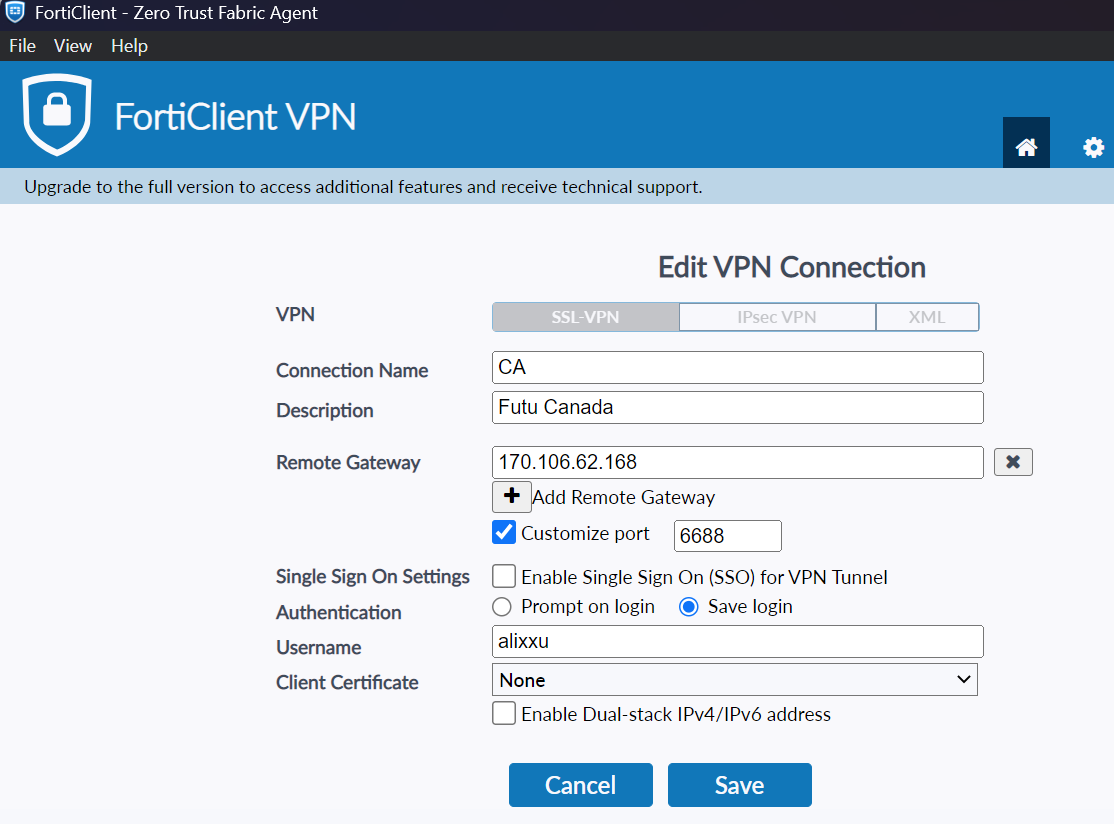 FortiClient - Zero Trust Fabric Agent
File View Help
FortiClient VPN
Upgrade to the full version to access additional features and receive technical support.
Edit VPN Connection
VPN SSL-VPN IPsec VPN XML
Connection Name CA
Description Futu Canada
Remote Gateway 170.106.62.168
Add Remote Gateway
Customize port 6688
Single Sign On Settings Enable Single Sign On (SSO) for VPN Tunnel
Authentication Prompt on login Save login
Username alixxu
Client Certificate None
Enable Dual-stack IPv4/IPv6 address
Cancel Save